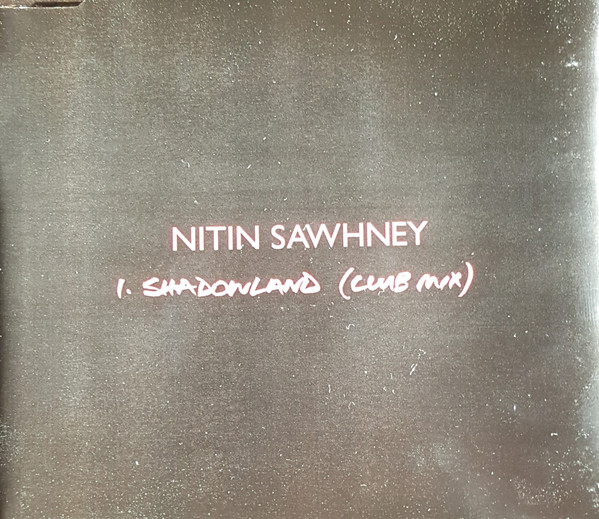 NITIN SAWHNEY
1. SHADOWLAND (CLUB MIX)